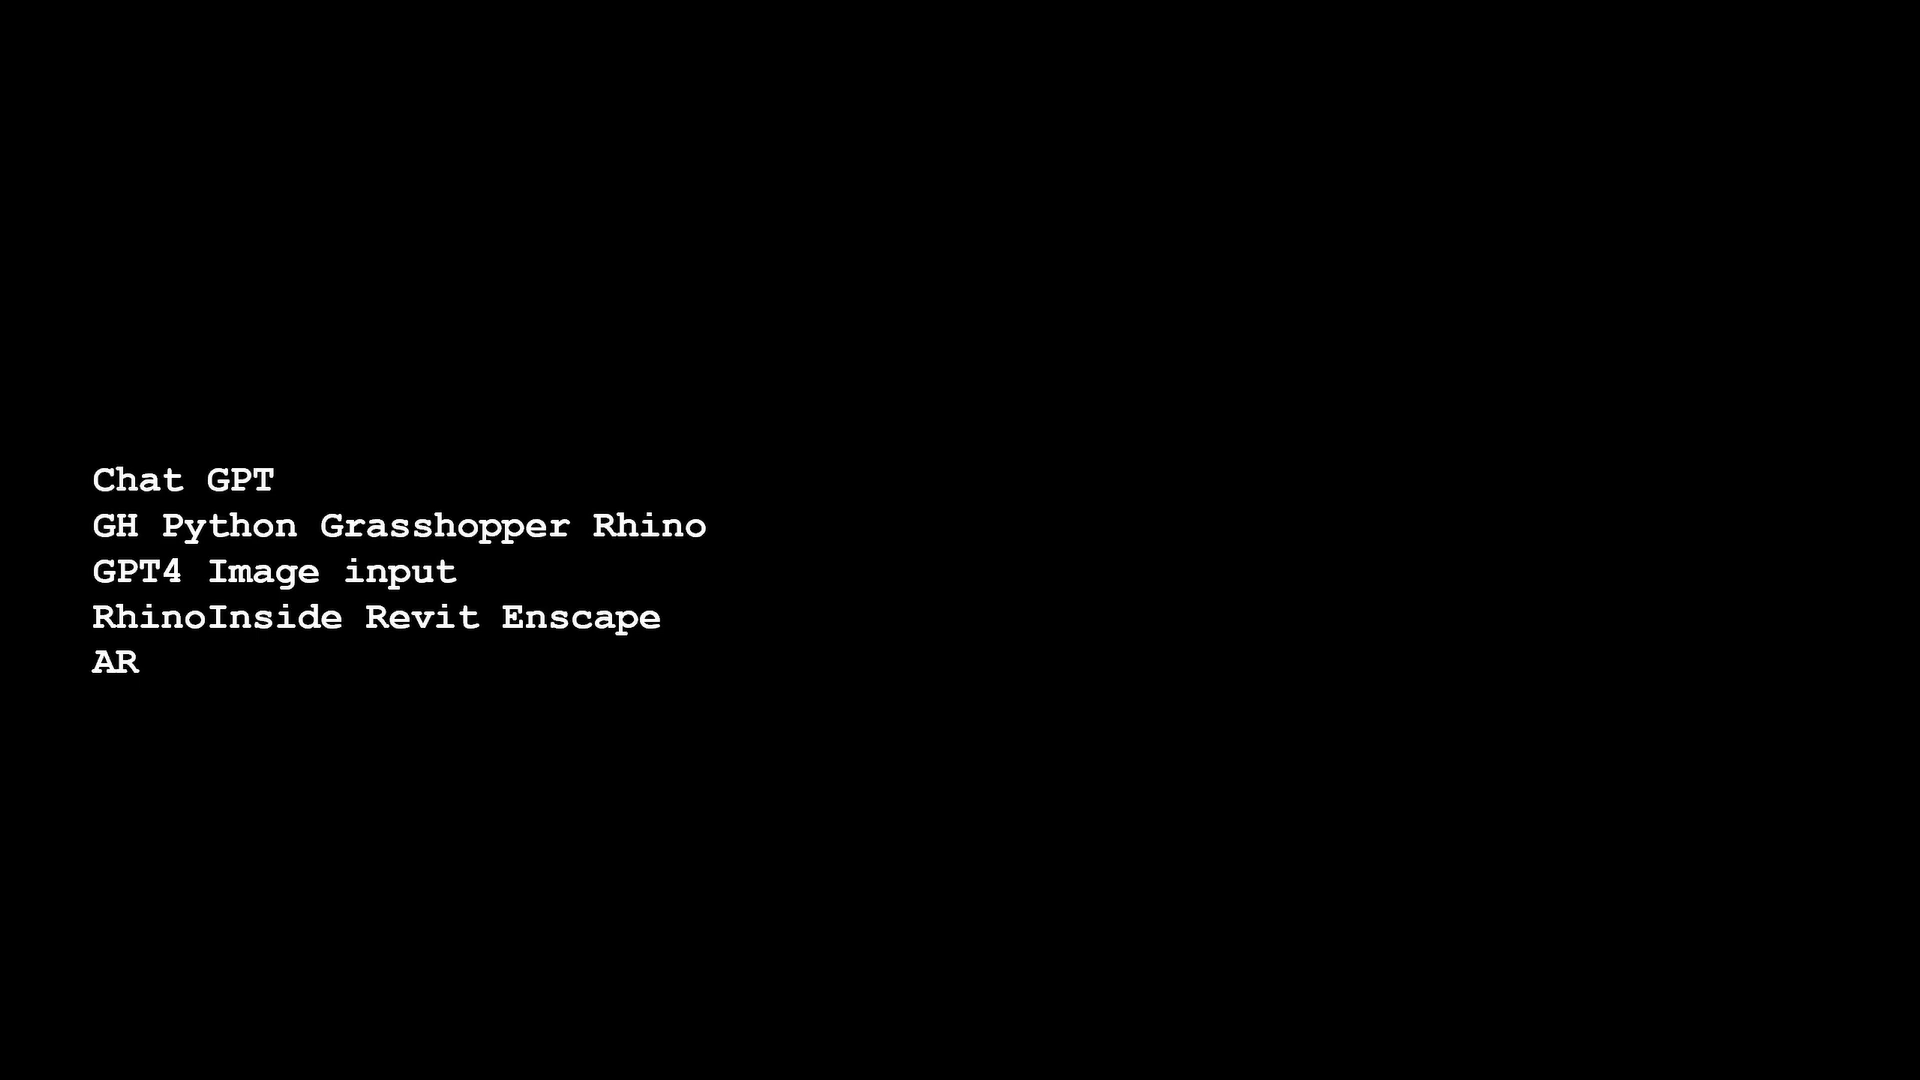 Chat GPT
GH Python Grasshopper Rhino
GPT4 Image input
RhinoInside Revit Enscape
AR